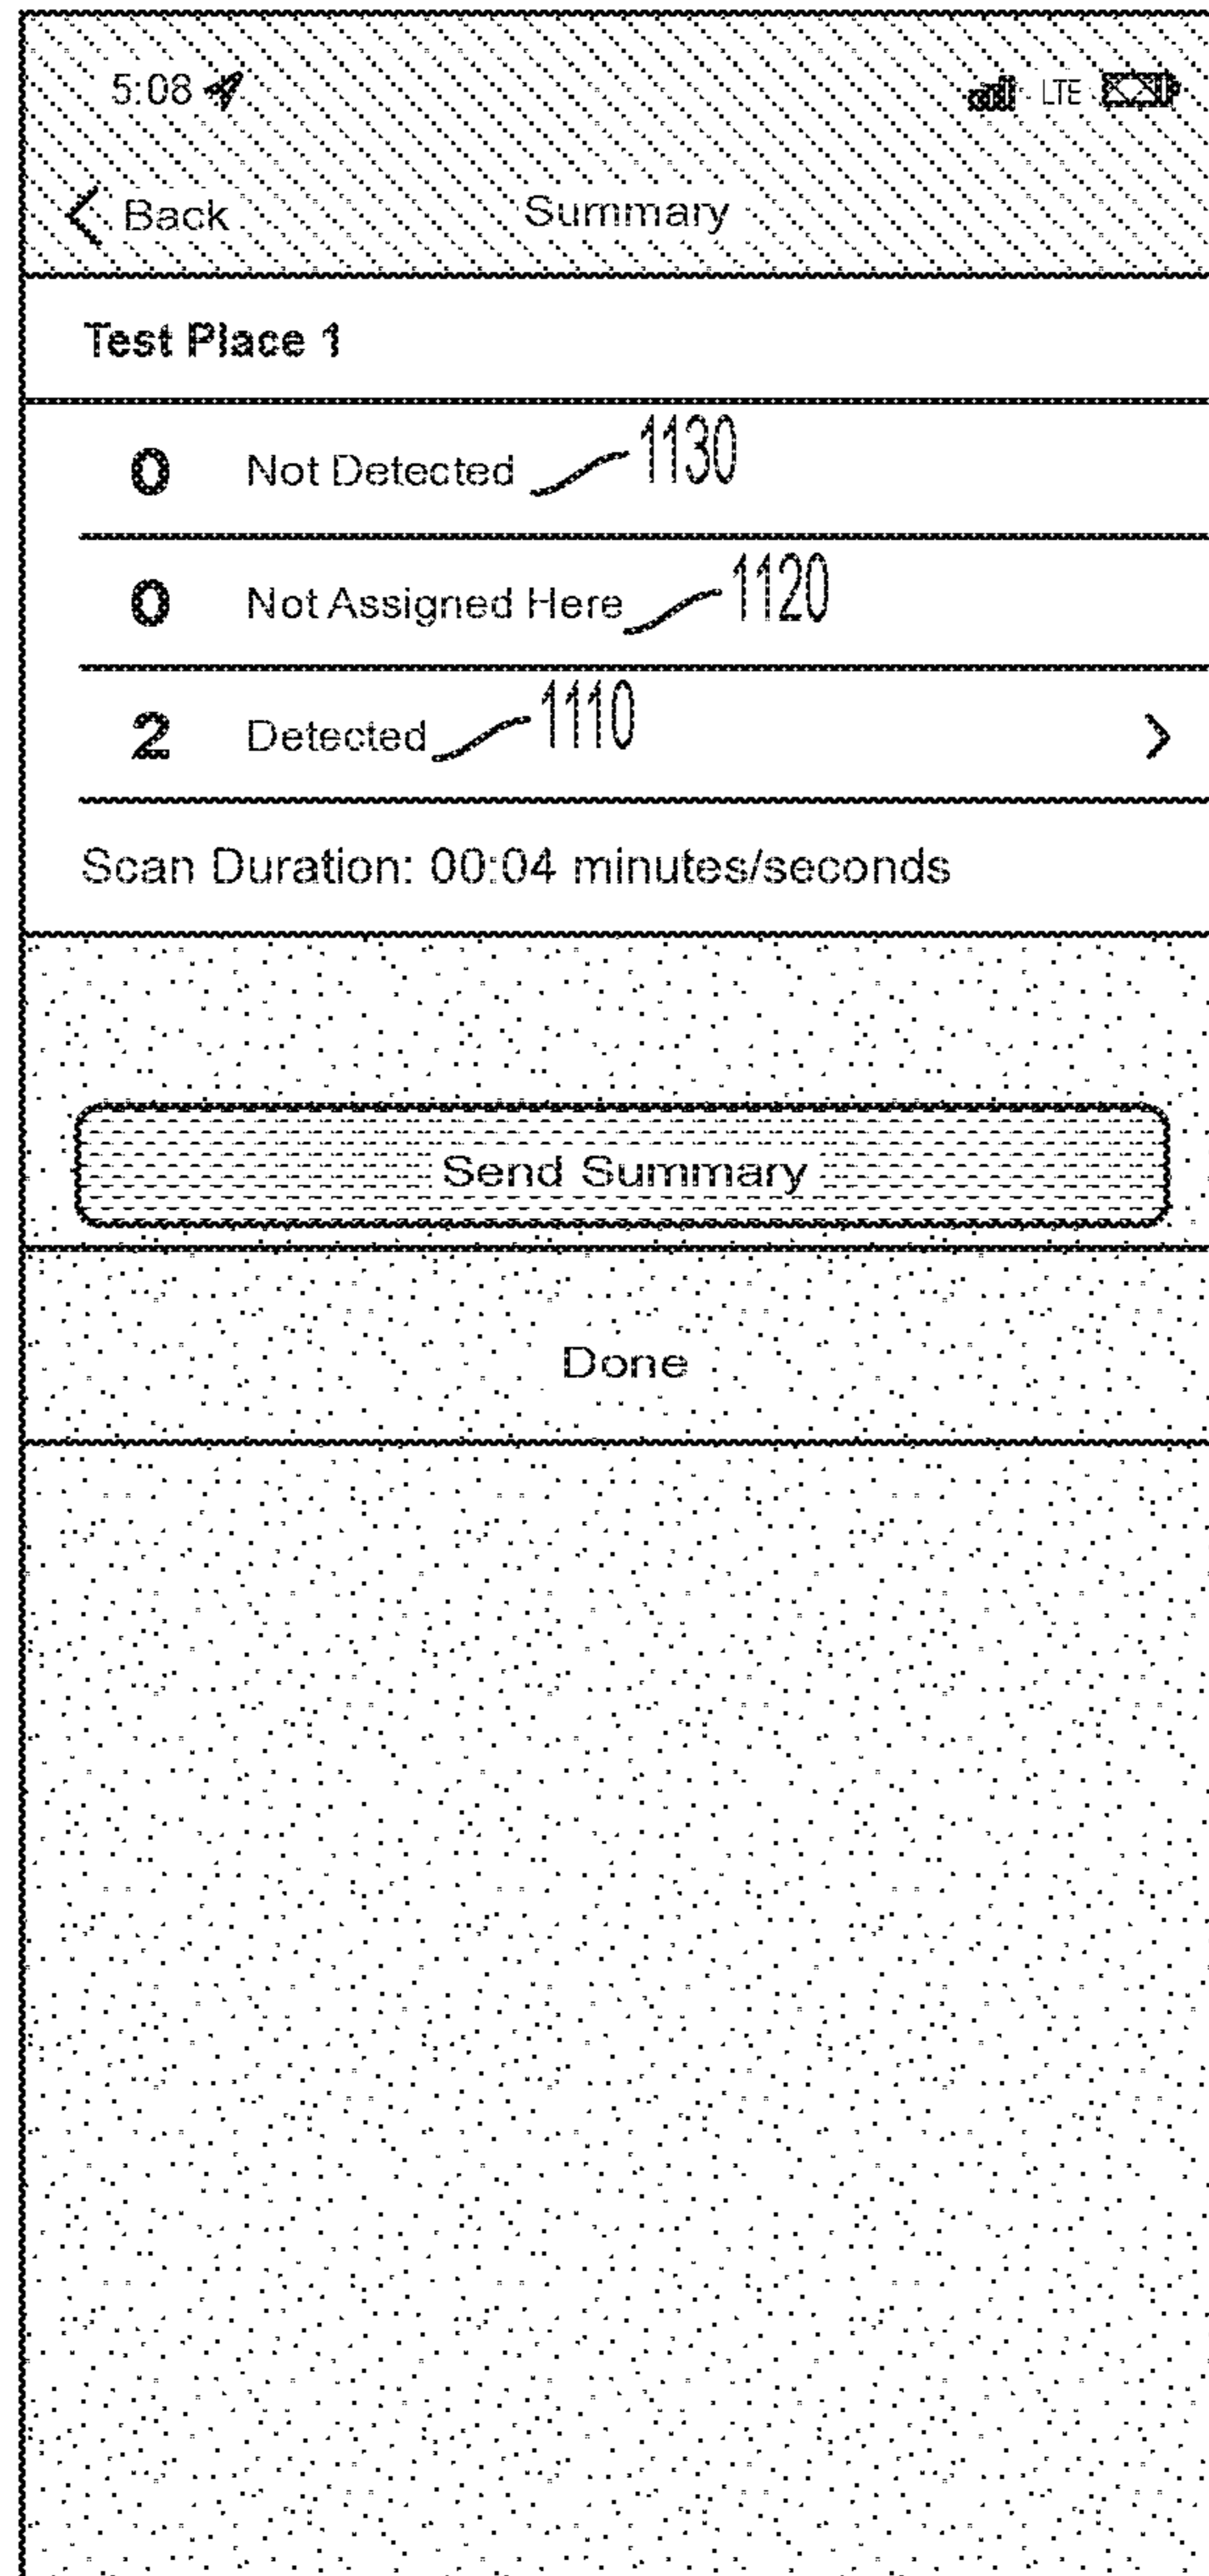 5:08 LTE
Back Summary
Test Place 1
0 Not Detected 1130
0 Not Assigned Here 1120
2 Detected 1110
Scan Duration: 00:04 minutes/seconds
Send Summary
Done